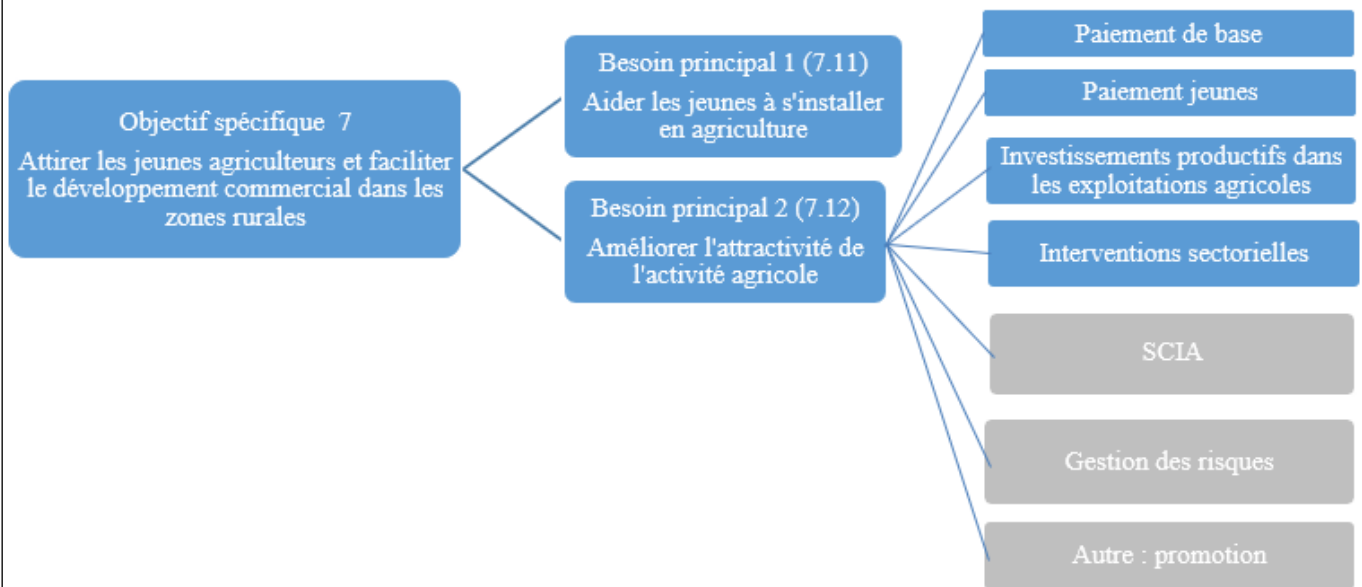 Objectif spécifique 7
Attirer les jeunes agriculteurs et faciliter
le développement commercial dans les
zones rurales
Besoin principal 1 (7.11)
Aider les jeunes à s'installer
en agriculture
Besoin principal 2 (7.12)
Améliorer l'attractivité de
l'activité agricole
Paiement de base
Paiement jeunes
Investissements productifs dans
les exploitations agricoles
Interventions sectorielles
SCIA
Gestion des risques
Autre : promotion